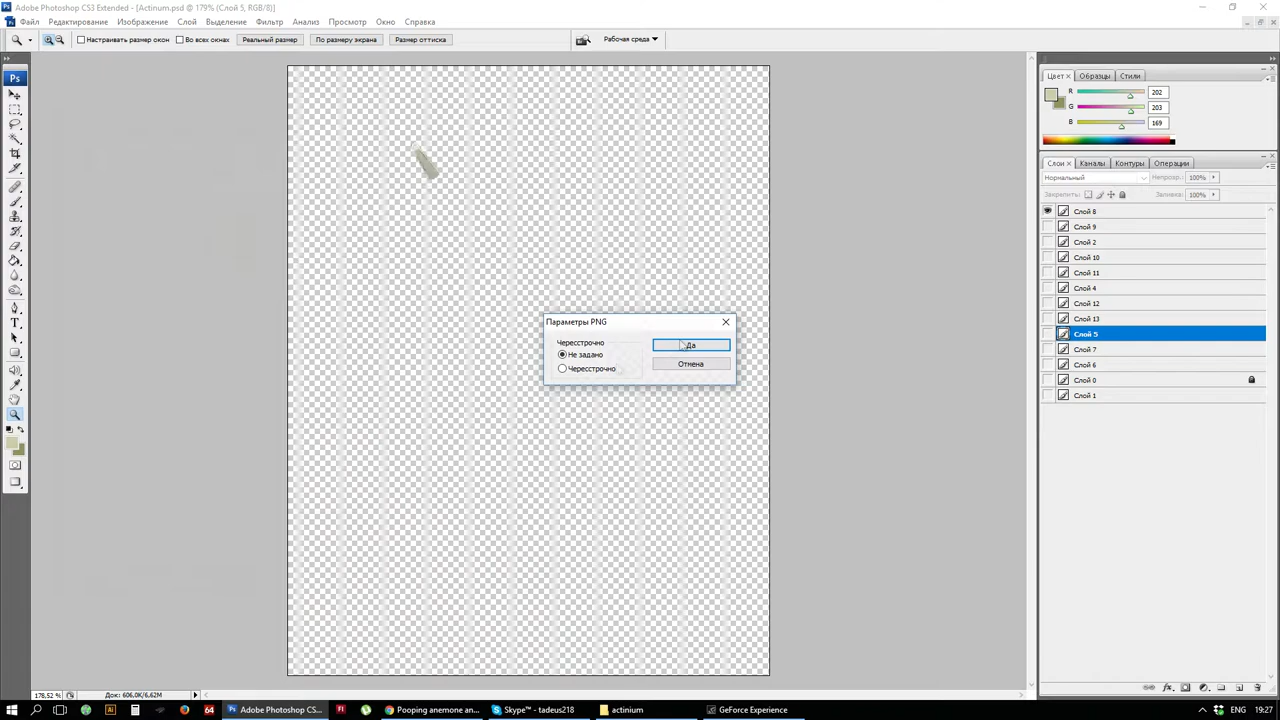 Adobe Photoshop CS3 Extended - [Actinum.psd @ 179% (Слой 5, RGB/8)]
Файл Редактирование Изображение Слой Выделение Фильтр Анализ Просмотр Окно Справка
Настраивать размер окон Во всех окнах Реальный размер По размеру экрана Размер оттиска Рабочая среда
Ps
Цвет × Образцы Стили
R 202
G 203
B 169
Слои × Каналы Контуры Операции
Нормальный Непрозр.: 100%
Закрепить: Заливка: 100%
Слой 8
Слой 9
Слой 2
Слой 10
Слой 11
Слой 4
Слой 12
Слой 13
Слой 5
Слой 7
Слой 6
Слой 0
Слой 1
Параметры PNG
Чересстрочно
Не задано
Чересстрочно
Да
Отмена
178,52 % Док: 606,0K/6,62M
Adobe Photoshop CS... Pooping anemone an... Skype™ - tadeus218 actinium GeForce Experience ENG 19:27